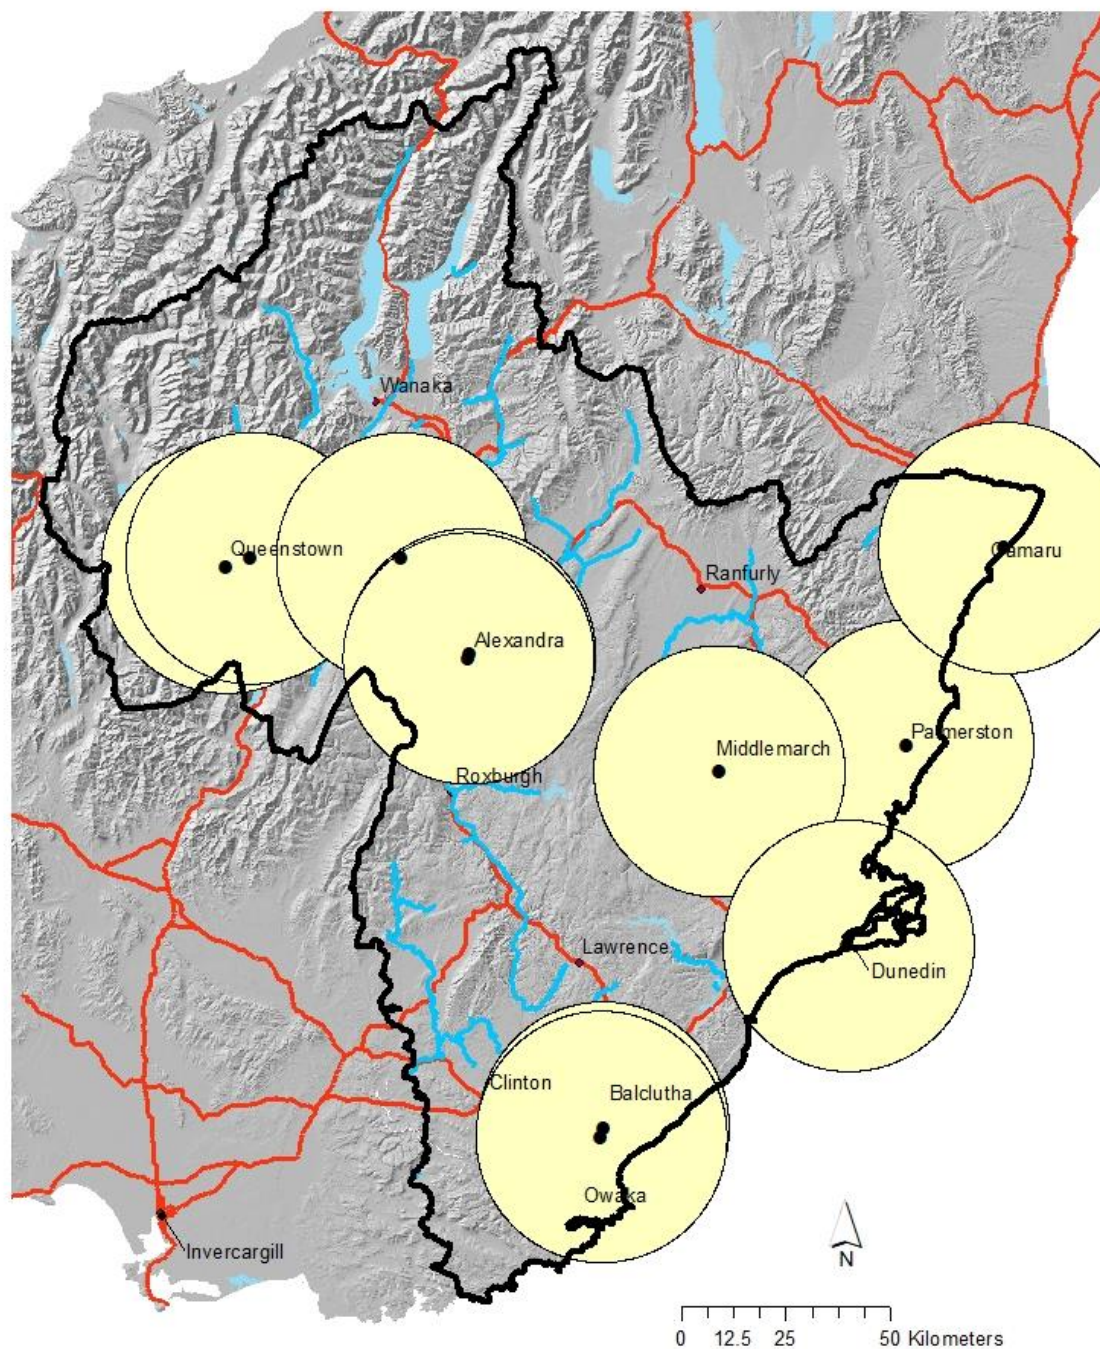 Wanaka
Queenstown
Oamaru
Ranfurly
Alexandra
Palmerston
Middlemarch
Roxburgh
Lawrence
Dunedin
Clinton
Balclutha
Owaka
Invercargill
N
0 12.5 25 50 Kilometers